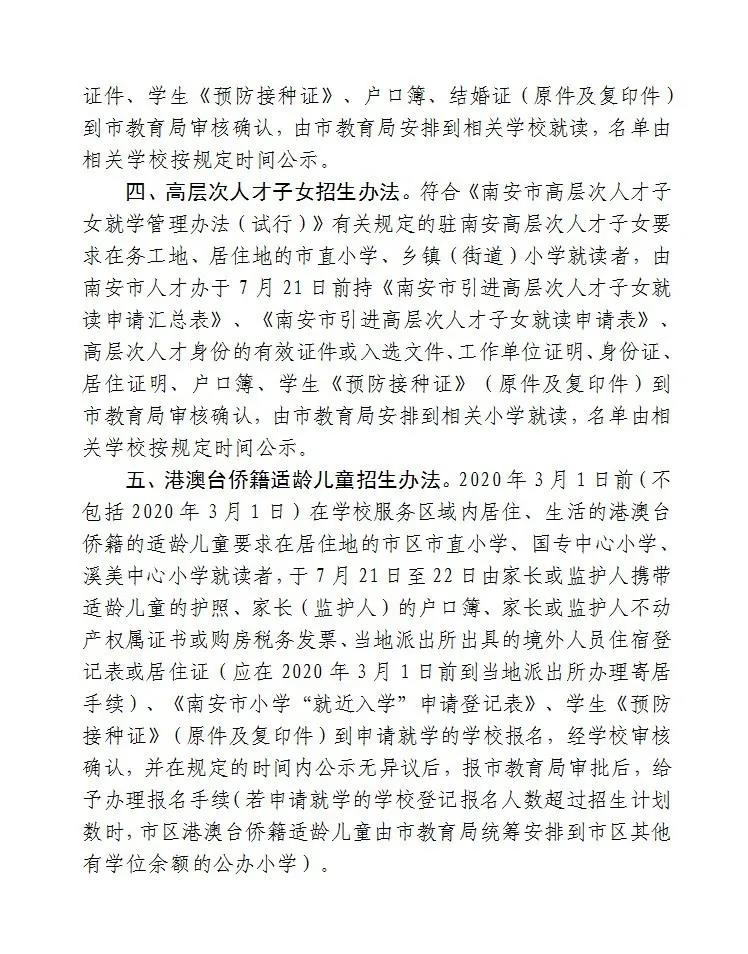 证件、学生《预防接种证》、户口簿、结婚证（原件及复印件）
到市教育局审核确认，由市教育局安排到相关学校就读，名单由
相关学校按规定时间公示。
四、高层次人才子女招生办法。符合《南安市高层次人才子
女就学管理办法（试行）》有关规定的驻南安高层次人才子女要
求在务工地、居住地的市直小学、乡镇（街道）小学就读者，由
南安市人才办于 7 月 21 日前持《南安市引进高层次人才子女就
读申请汇总表》、《南安市引进高层次人才子女就读申请表》、
高层次人才身份的有效证件或入选文件、工作单位证明、身份证、
居住证明、户口簿、学生《预防接种证》（原件及复印件）到
市教育局审核确认，由市教育局安排到相关小学就读，名单由相
关学校按规定时间公示。
五、港澳台侨籍适龄儿童招生办法。2020 年 3 月 1 日前（不
包括 2020 年 3 月 1 日）在学校服务区域内居住、生活的港澳台
侨籍的适龄儿童要求在居住地的市区市直小学、国专中心小学、
溪美中心小学就读者，于 7 月 21 日至 22 日由家长或监护人携带
适龄儿童的护照、家长（监护人）的户口簿、家长或监护人不动
产权属证书或购房税务发票、当地派出所出具的境外人员住宿登
记表或居住证（应在 2020 年 3 月 1 日前到当地派出所办理寄居
手续）、《南安市小学“就近入学”申请登记表》、学生《预防
接种证》（原件及复印件）到申请就学的学校报名，经学校审核
确认，并在规定的时间内公示无异议后，报市教育局审批后，给
予办理报名手续（若申请就学的学校登记报名人数超过招生计划
数时，市区港澳台侨籍适龄儿童由市教育局统筹安排到市区其他
有学位余额的公办小学）。